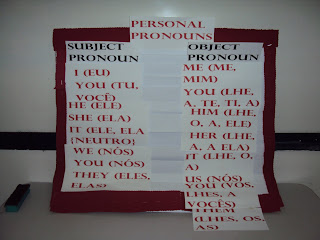 PERSONAL
PRONOUNS
SUBJECT
PRONOUN
I (EU)
YOU (TU,
VOCÊ)
HE (ELE)
SHE (ELA)
IT (ELE, ELA
{NEUTRO}
WE (NÓS)
YOU (NÓS)
THEY (ELES,
ELAS)
OBJECT
PRONOUN
ME (ME,
MIM)
YOU (LHE,
A, TE, TI, A)
HIM (LHE,
O, A, ELE)
HER (LHE,
A, A ELA)
IT (LHE, O,
A)
US (NÓS)
YOU (VOS,
LHES, A
VOCÊS)
THEM
(LHES, OS,
AS)